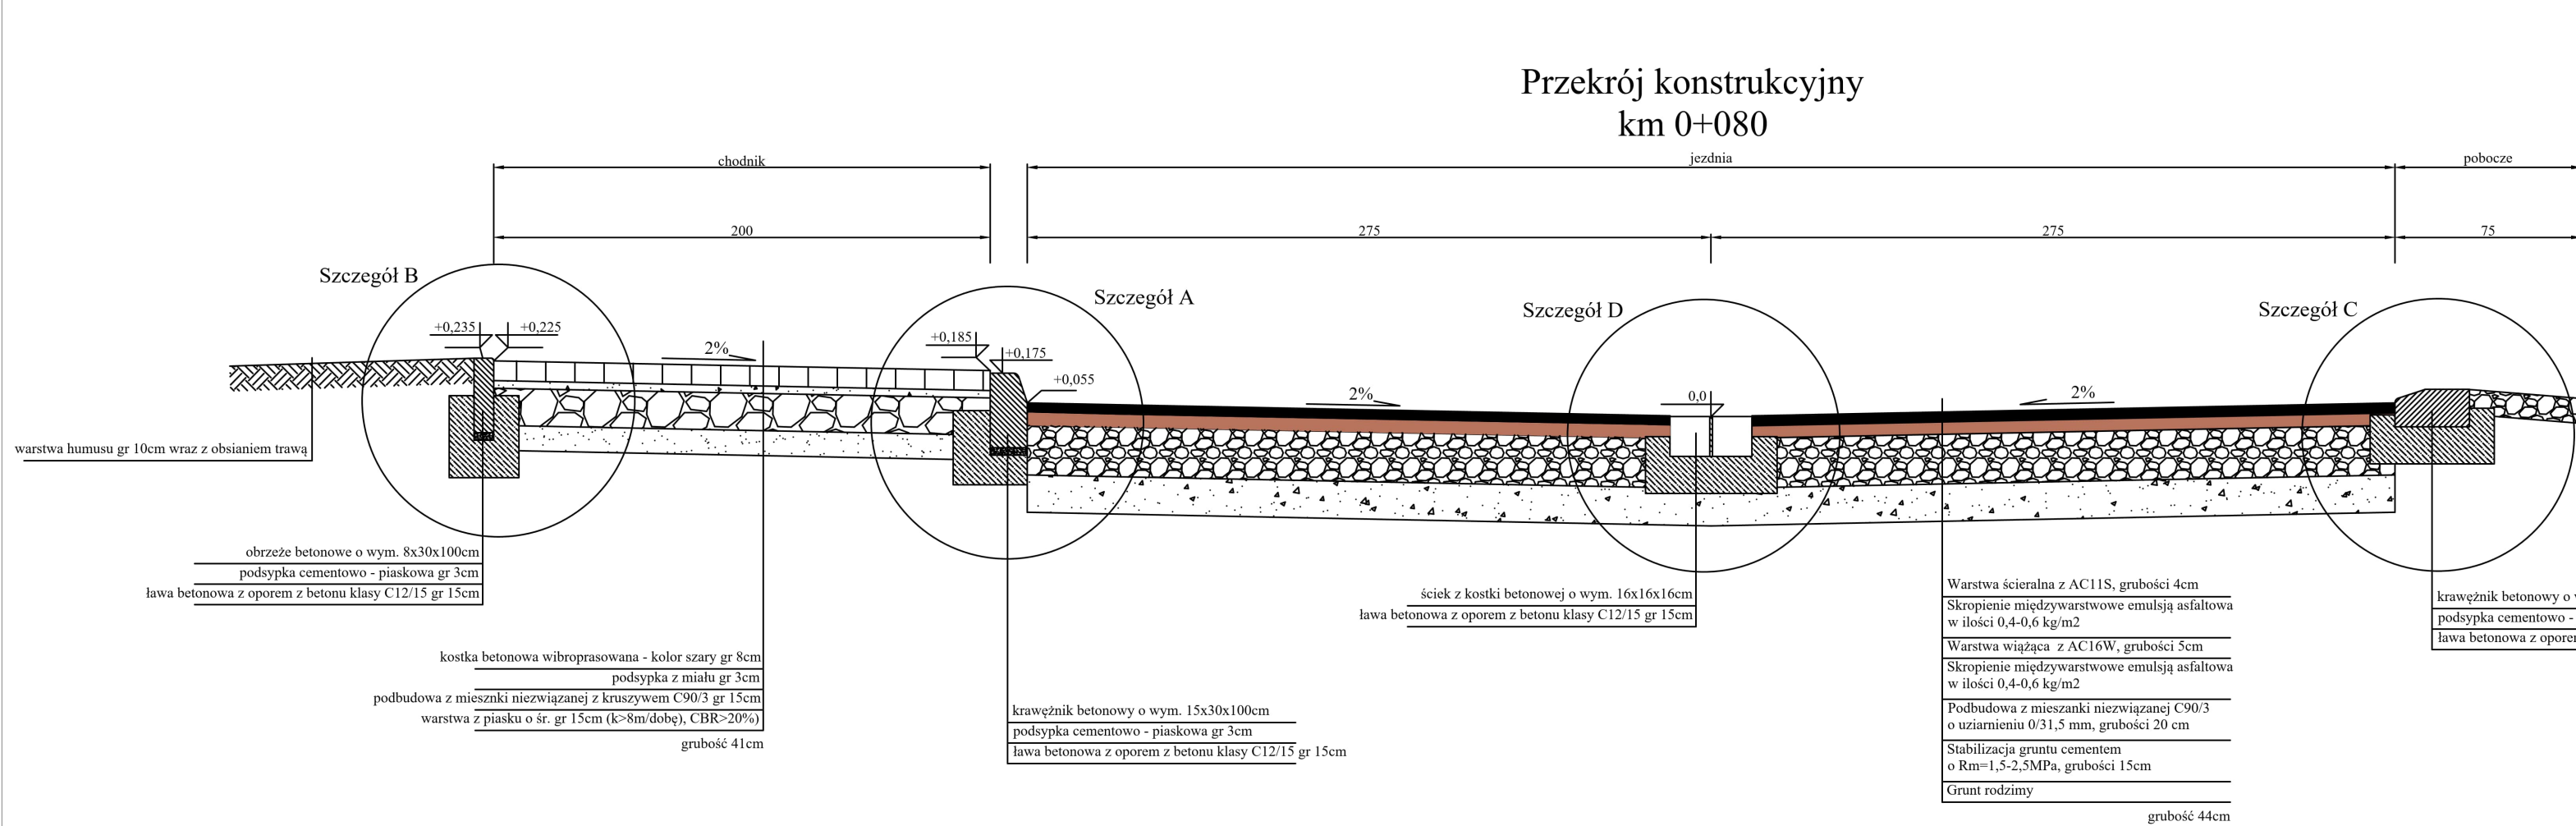 Przekrój konstrukcyjny
km 0+080
chodnik
jezdnia
pobocze
200
275
275
75
Szczegół B
Szczegół A
Szczegół D
Szczegół C
+0,235
+0,225
2%
+0,185
+0,175
+0,055
2%
0,0
2%
warstwa humusu gr 10cm wraz z obsianiem trawą
obrzeże betonowe o wym. 8x30x100cm
podsypka cementowo - piaskowa gr 3cm
ława betonowa z oporem z betonu klasy C12/15 gr 15cm
kostka betonowa wibroprasowana - kolor szary gr 8cm
podsypka z miału gr 3cm
podbudowa z miesznki niezwiązanej z kruszywem C90/3 gr 15cm
warstwa z piasku o śr. gr 15cm (k>8m/dobę), CBR>20%)
grubość 41cm
krawężnik betonowy o wym. 15x30x100cm
podsypka cementowo - piaskowa gr 3cm
ława betonowa z oporem z betonu klasy C12/15 gr 15cm
ściek z kostki betonowej o wym. 16x16x16cm
ława betonowa z oporem z betonu klasy C12/15 gr 15cm
Warstwa ścieralna z AC11S, grubości 4cm
Skropienie międzywarstwowe emulsją asfaltowa
w ilości 0,4-0,6 kg/m2
Warstwa wiążąca z AC16W, grubości 5cm
Skropienie międzywarstwowe emulsją asfaltowa
w ilości 0,4-0,6 kg/m2
Podbudowa z mieszanki niezwiązanej C90/3
o uziarnieniu 0/31,5 mm, grubości 20 cm
Stabilizacja gruntu cementem
o Rm=1,5-2,5MPa, grubości 15cm
Grunt rodzimy
grubość 44cm
krawężnik betonowy o
podsypka cementowo -
ława betonowa z